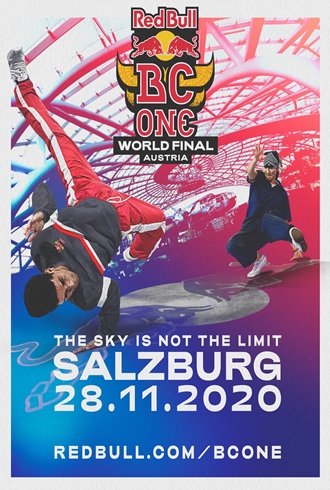 Red Bull
BC
ONE
WORLD FINAL
AUSTRIA
THE SKY IS NOT THE LIMIT
SALZBURG
28.11.2020
REDBULL.COM/BCONE